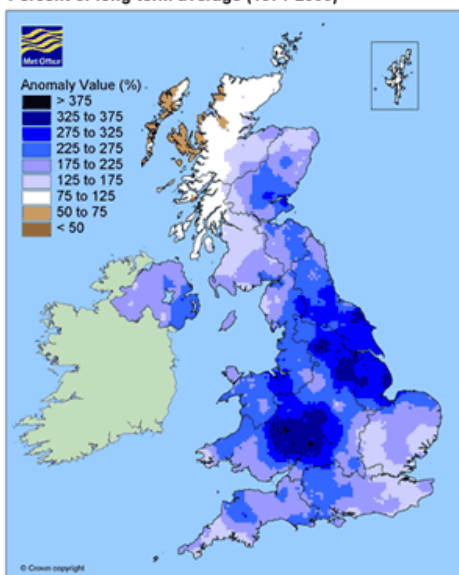 Percent of long-term average (1971-2000)
Met Office
Anomaly Value (%)
> 375
325 to 375
275 to 325
225 to 275
175 to 225
125 to 175
75 to 125
50 to 75
< 50
© Crown copyright